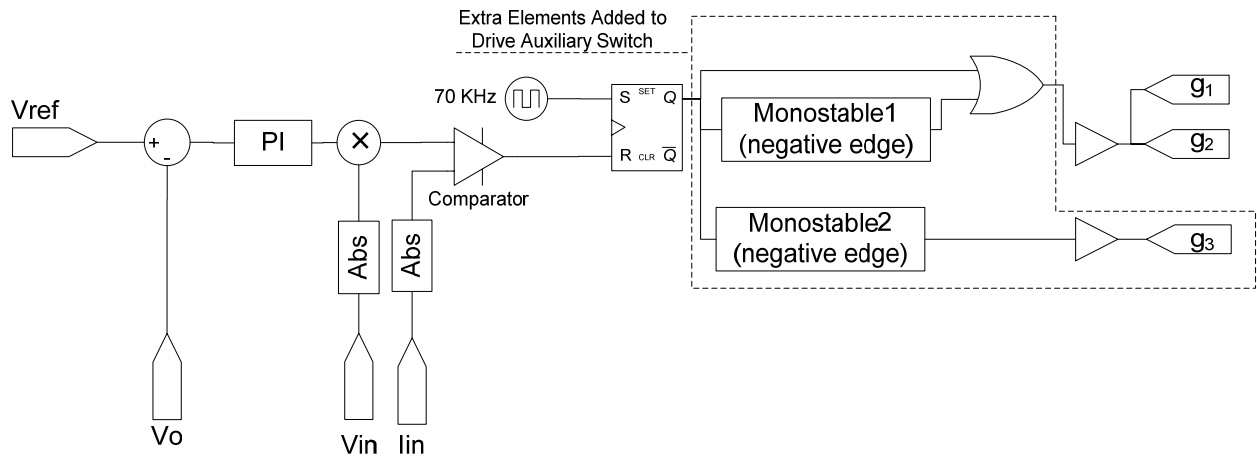 Extra Elements Added to
Drive Auxiliary Switch
70 KHz
S SET Q
R CLR Q̅
Vref
+
-
PI
×
Comparator
Monostable1
(negative edge)
Monostable2
(negative edge)
g1
g2
g3
Abs
Abs
Vo
Vin
Iin